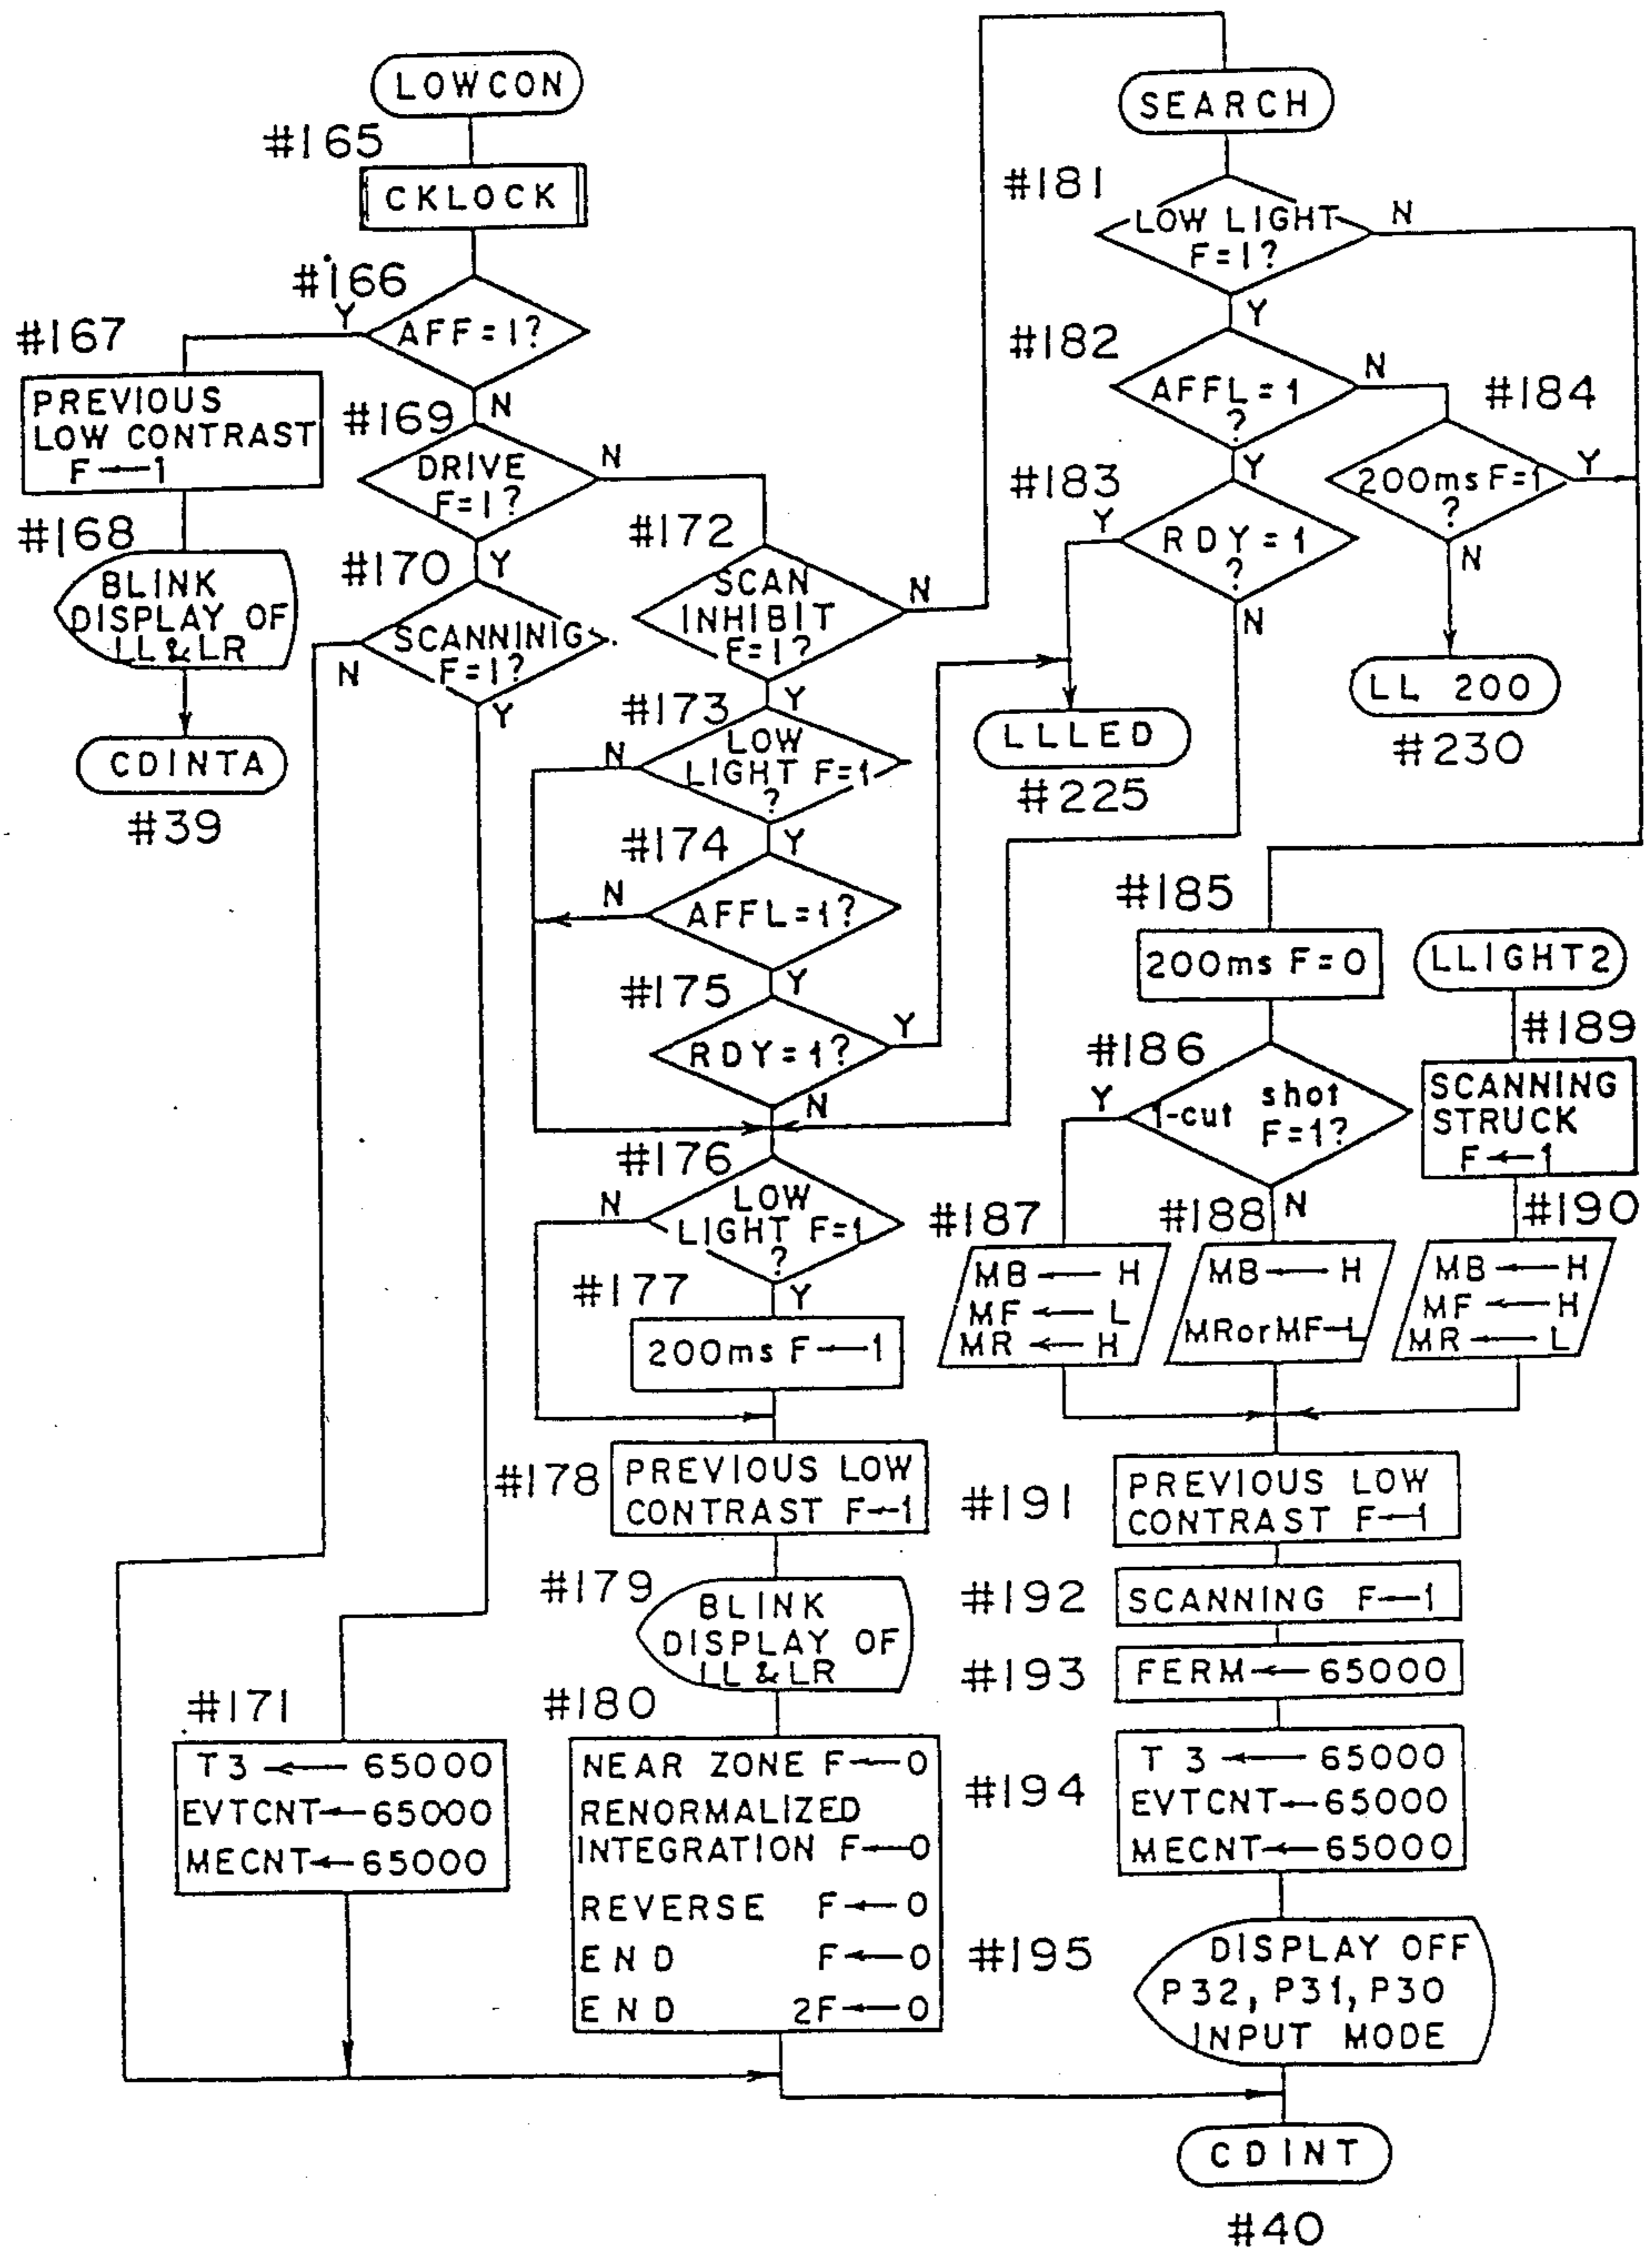 LOWCON
#165
CKLOCK
#166
Y
AFF=1?
N
#167
PREVIOUS
LOW CONTRAST
F←1
#168
BLINK
DISPLAY OF
LL&LR
CDINTA
#39
#169
DRIVE
F=1?
N
Y
#170
SCANNINIG
F=1?
N
Y
#171
T3 ← 65000
EVTCNT←65000
MECNT←65000
#172
SCAN
INHIBIT
F=1?
N
Y
#173
LOW
LIGHT F=1
?
N
Y
#174
AFFL=1?
N
Y
#175
RDY=1?
Y
N
#176
LOW
LIGHT F=1
?
N
Y
#177
200ms F←1
#178
PREVIOUS LOW
CONTRAST F←1
#179
BLINK
DISPLAY OF
LL&LR
#180
NEAR ZONE F←0
RENORMALIZED
INTEGRATION F←0
REVERSE F←0
END F←0
END 2F←0
SEARCH
#181
LOW LIGHT
F=1?
N
Y
#182
AFFL=1
?
N
Y
#183
RDY=1
?
Y
N
#184
200ms F=1
?
Y
N
LLLED
#225
LL 200
#230
#185
200ms F=0
#186
1-cut shot
F=1?
Y
N
#187
MB ← H
MF ← L
MR ← H
#188
MB ← H
MRorMF←L
LLIGHT2
#189
SCANNING
STRUCK
F←1
#190
MB ← H
MF ← H
MR ← L
#191
PREVIOUS LOW
CONTRAST F←1
#192
SCANNING F←1
#193
FERM←65000
#194
T3 ← 65000
EVTCNT←65000
MECNT←65000
#195
DISPLAY OFF
P32, P31, P30
INPUT MODE
CDINT
#40